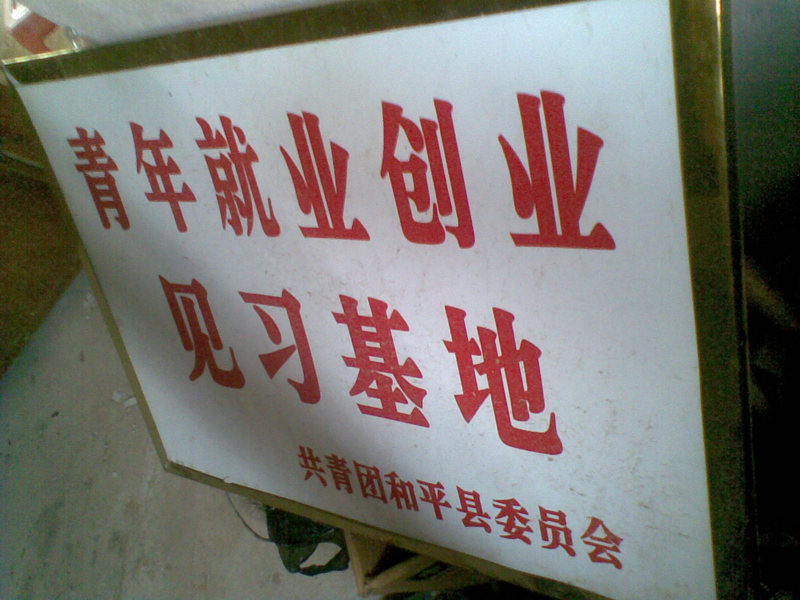 青年就业创业
见习基地
共青团和平县委员会